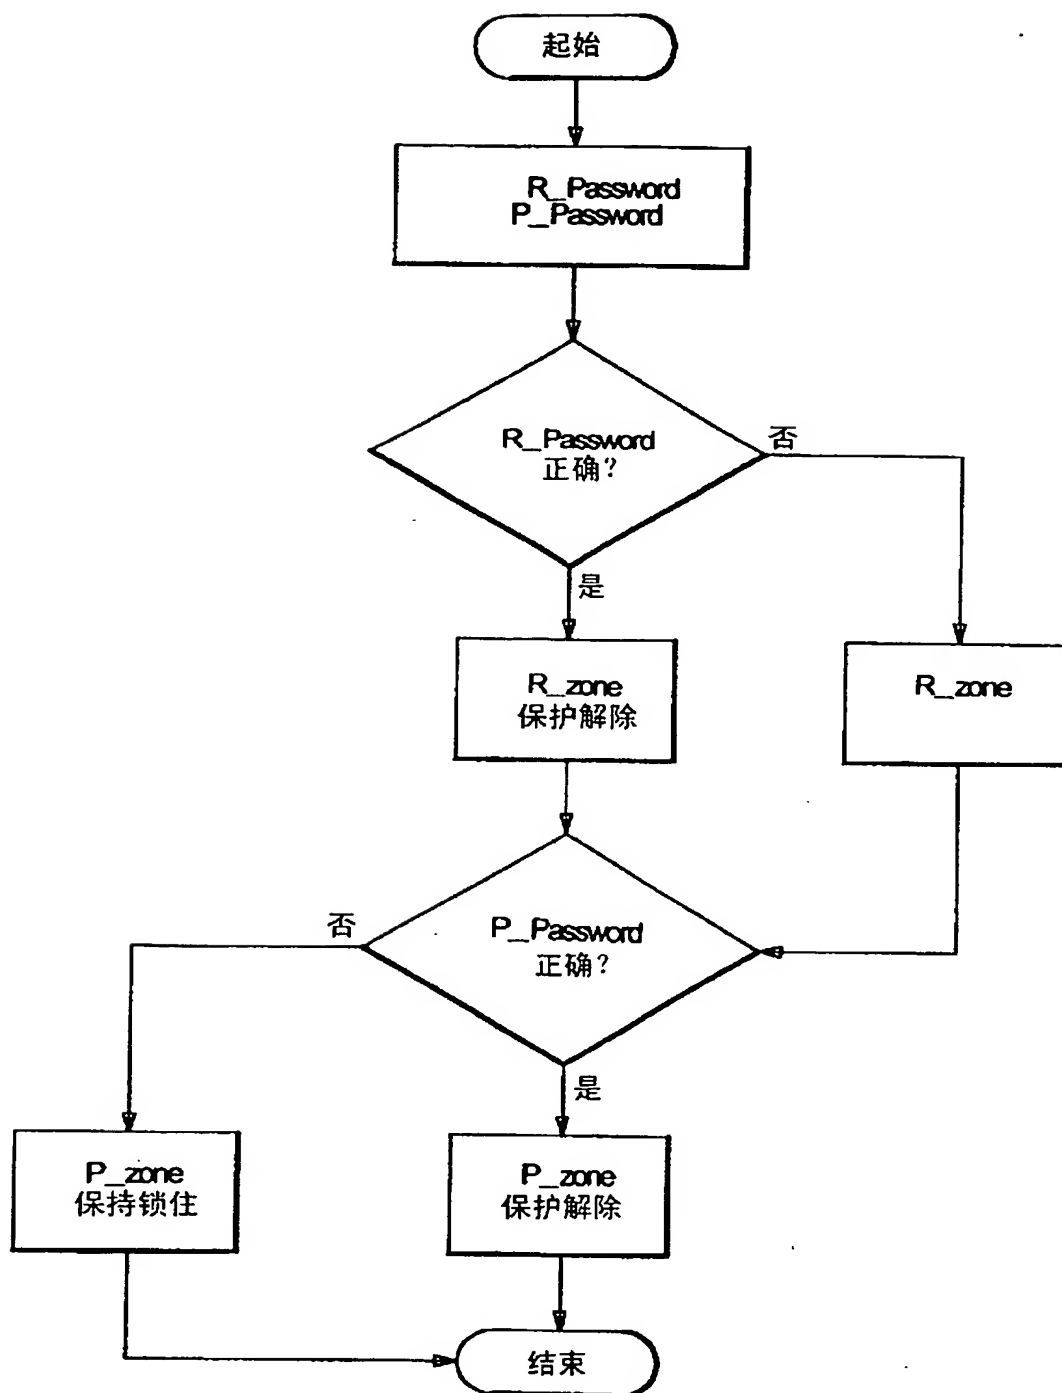 起始
R_Password
P_Password
R_Password
正确?
否
是
R_zone
保护解除
R_zone
P_Password
正确?
否
是
P_zone
保持锁住
P_zone
保护解除
结束